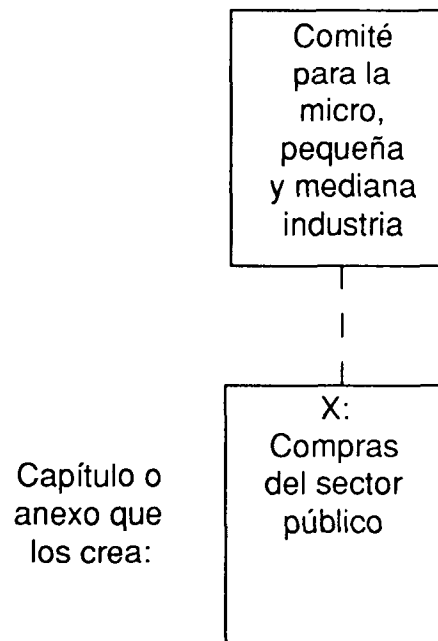 Comité
para la
micro,
pequeña
y mediana
industria
X:
Compras
del sector
público
Capítulo o
anexo que
los crea: